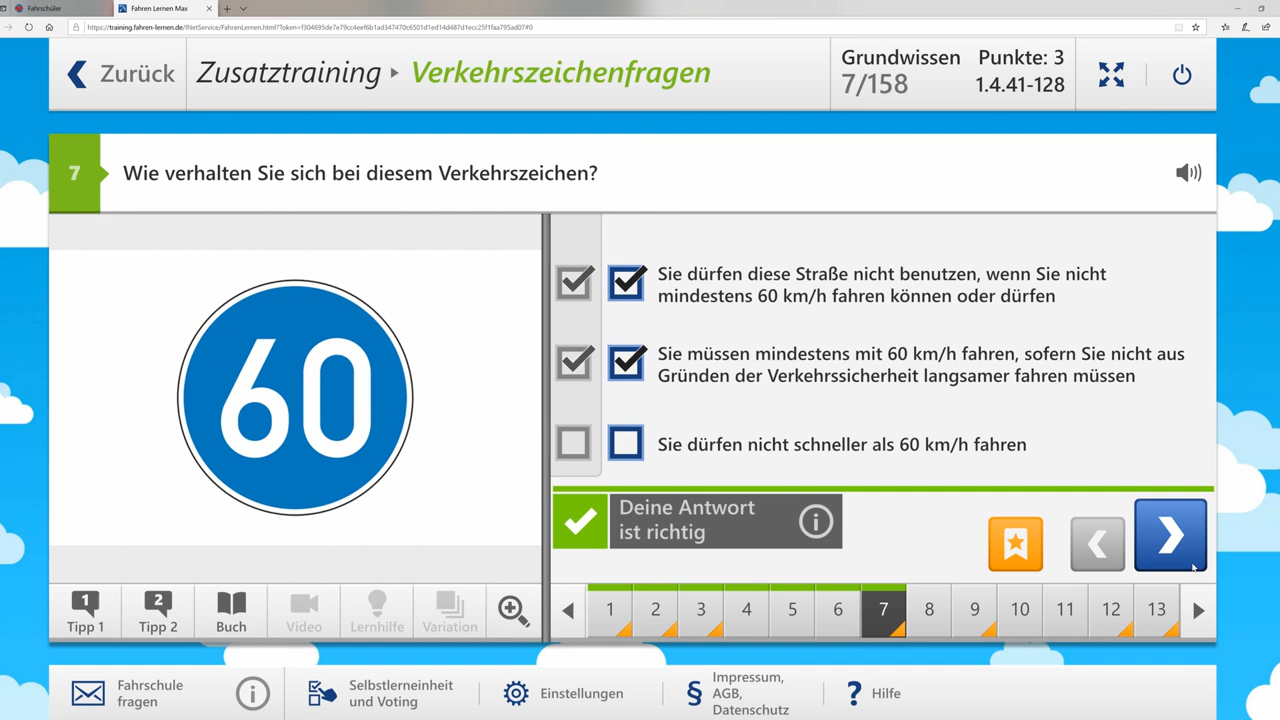 Fahrschüler
Fahren Lernen Max
https://training.fahren-lernen.de/INetService/FahrenLernen.html?Token=f304695de7e79cc4eef6b1ad347470c6501d1ed14d487d1ecc25f1faa795ad07#0
Zurück
Zusatztraining
Verkehrszeichenfragen
Grundwissen
7/158
Punkte: 3
1.4.41-128
7
Wie verhalten Sie sich bei diesem Verkehrszeichen?
60
Sie dürfen diese Straße nicht benutzen, wenn Sie nicht
mindestens 60 km/h fahren können oder dürfen
Sie müssen mindestens mit 60 km/h fahren, sofern Sie nicht aus
Gründen der Verkehrssicherheit langsamer fahren müssen
Sie dürfen nicht schneller als 60 km/h fahren
Deine Antwort
ist richtig
1
Tipp 1
2
Tipp 2
Buch
Video
Lernhilfe
Variation
1 2 3 4 5 6 7 8 9 10 11 12 13
Fahrschule
fragen
Selbstlerneinheit
und Voting
Einstellungen
§
Impressum,
AGB,
Datenschutz
?
Hilfe